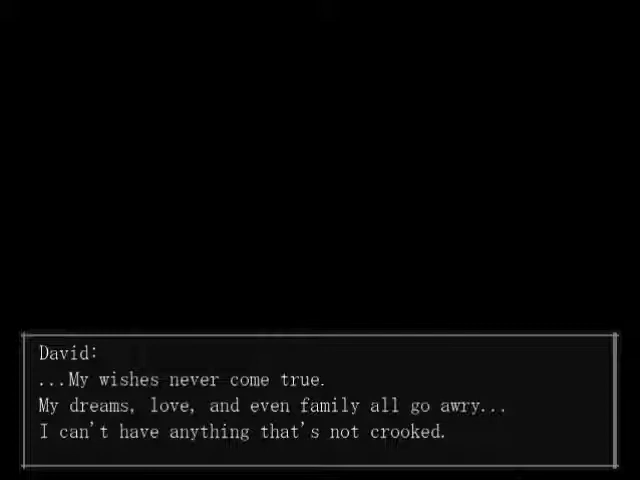 David:
...My wishes never come true.
My dreams, love, and even family all go awry...
I can't have anything that's not crooked.